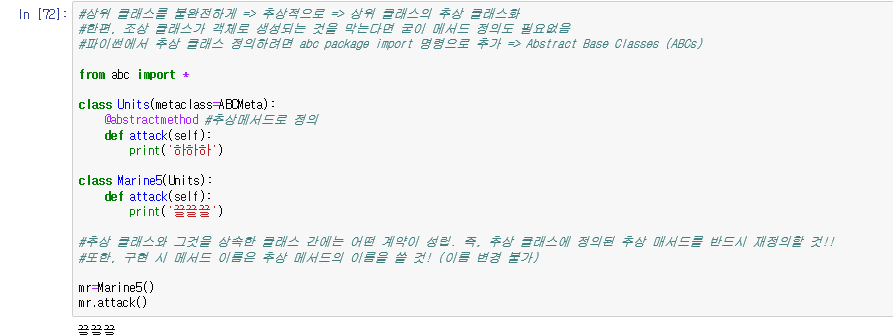 In [72]:
#상위 클래스를 불완전하게 => 추상적으로 => 상위 클래스의 추상 클래스화
#한편, 조상 클래스가 객체로 생성되는 것을 막는다면 굳이 메서드 정의도 필요없음
#파이썬에서 추상 클래스 정의하려면 abc package import 명령으로 추가 => Abstract Base Classes (ABCs)
from abc import *
class Units(metaclass=ABCMeta):
@abstractmethod #추상메서드로 정의
def attack(self):
print('하하하')
class Marine5(Units):
def attack(self):
print('끌끌끌')
#추상 클래스와 그것을 상속한 클래스 간에는 어떤 계약이 성립. 즉, 추상 클래스에 정의된 추상 매서드를 반드시 재정의할 것!!
#또한, 구현 시 메서드 이름은 추상 메서드의 이름을 쓸 것! (이름 변경 불가)
mr=Marine5()
mr.attack()
끌끌끌